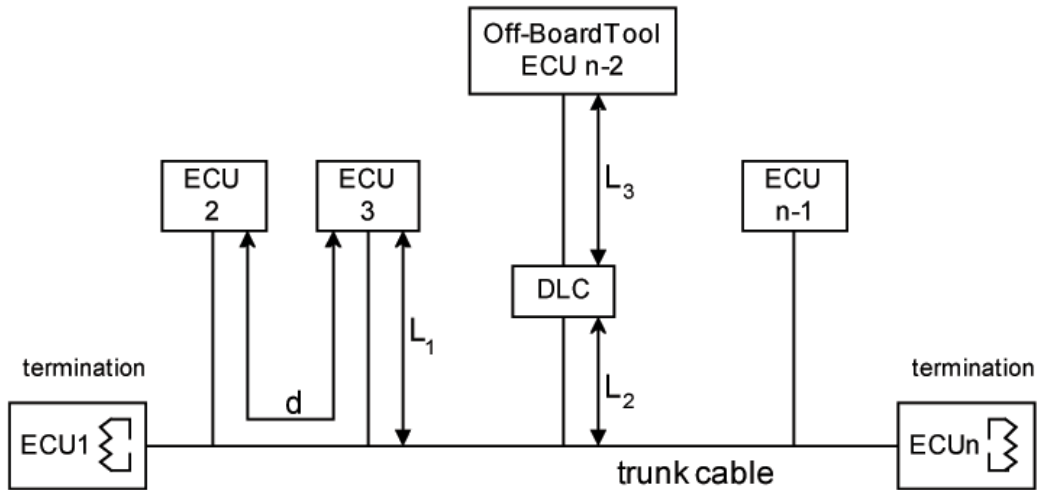 Off-BoardTool
ECU n-2
ECU
2
ECU
3
L3
ECU
n-1
DLC
L1
termination
d
L2
termination
ECU1
ECUn
trunk cable